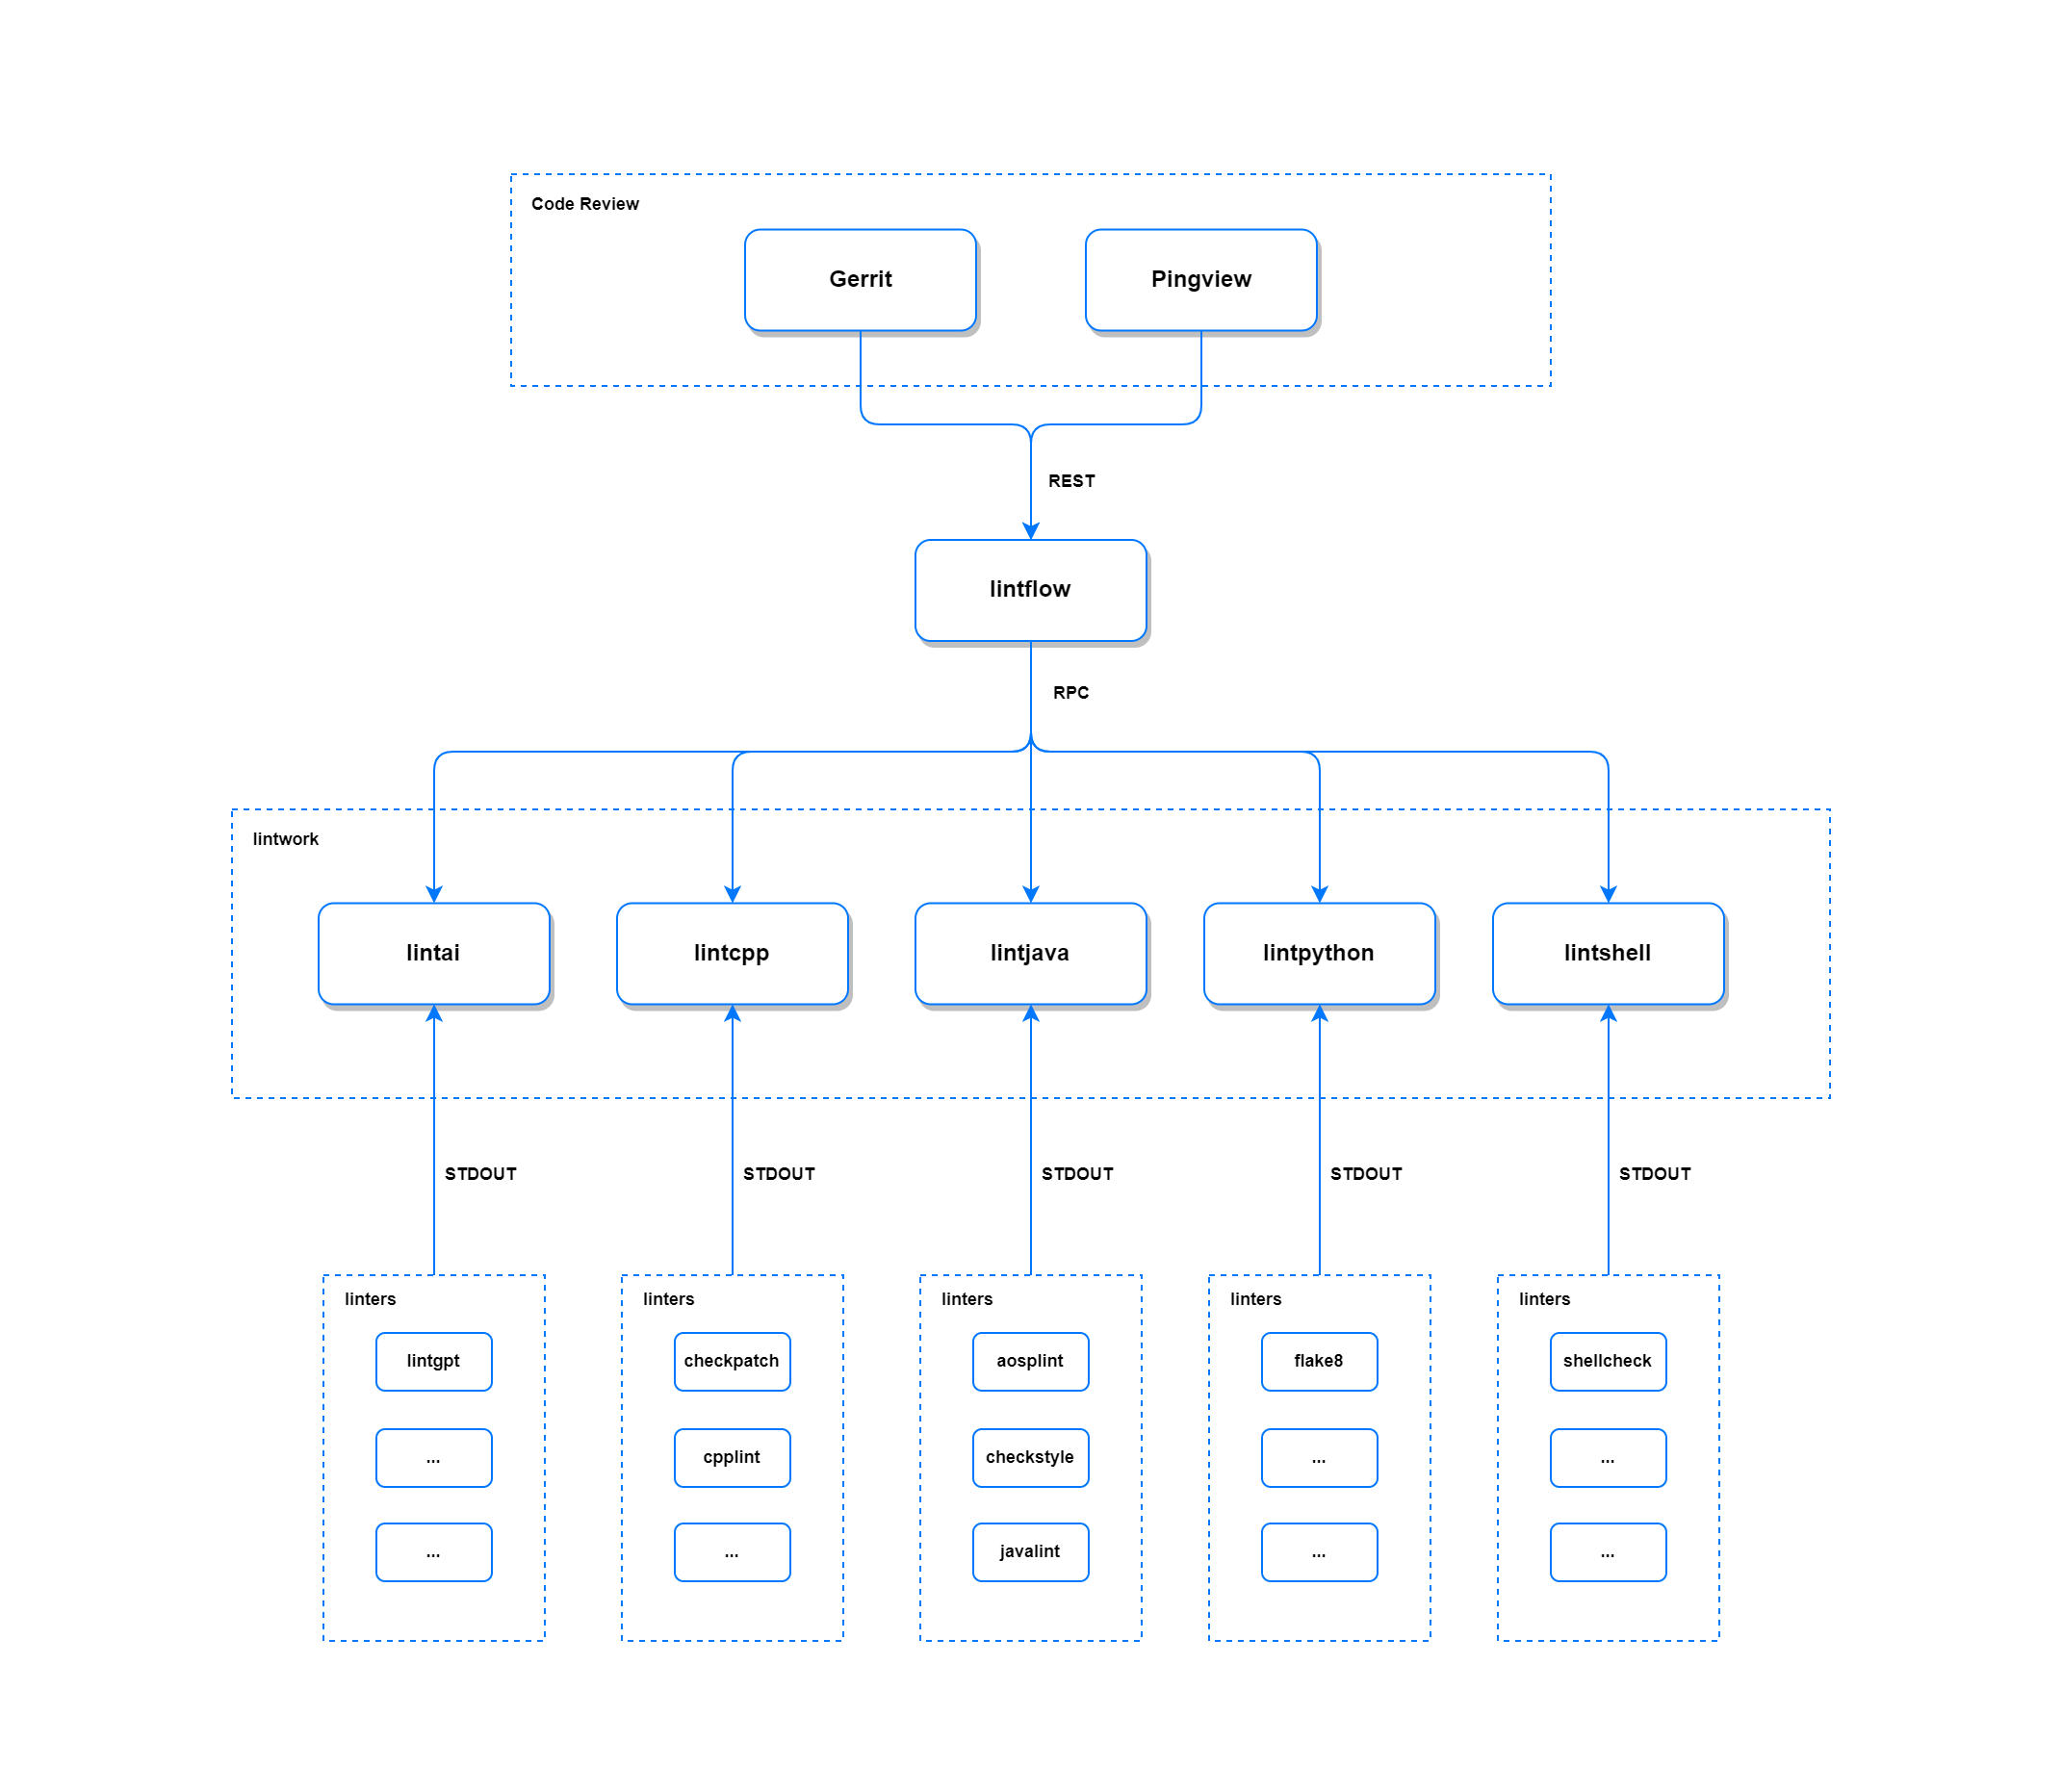 Code Review
Gerrit
Pingview
REST
lintflow
RPC
lintwork
lintai
lintcpp
lintjava
lintpython
lintshell
STDOUT
STDOUT
STDOUT
STDOUT
STDOUT
linters
lintgpt
...
...
linters
checkpatch
cpplint
...
linters
aosplint
checkstyle
javalint
linters
flake8
...
...
linters
shellcheck
...
...